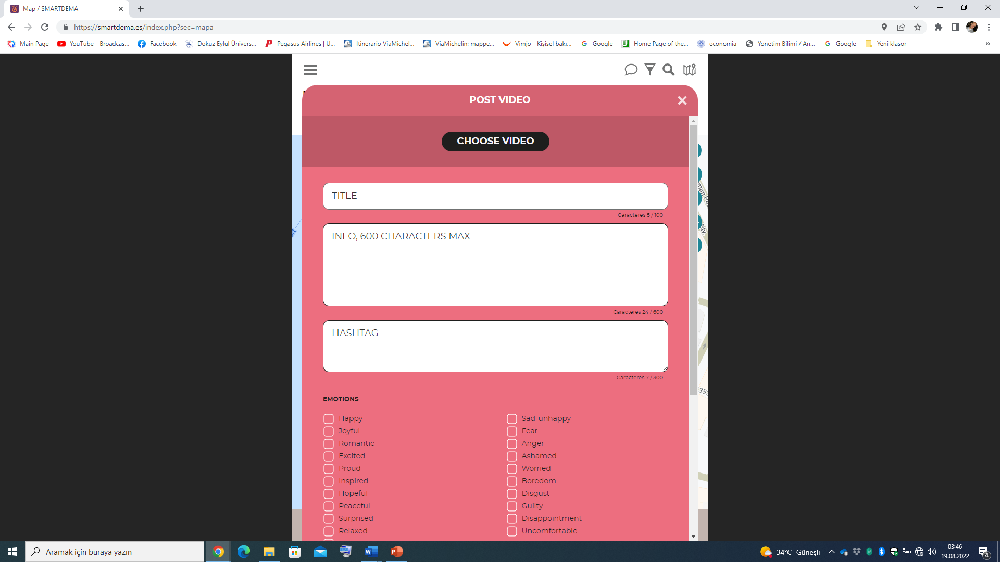 Map / SMARTDEMA
https://smartdema.es/index.php?sec=mapa
Main Page
YouTube - Broadcas...
Facebook
Dokuz Eylül Ünivers...
Pegasus Airlines | U...
Itinerario ViaMichel...
ViaMichelin: mappe...
Vimjo - Kişisel bakı...
Google
Home Page of the...
economia
Yönetim Bilimi / An...
Google
Yeni klasör
»
POST VIDEO
CHOOSE VIDEO
TITLE
Caracteres 5 / 100
INFO, 600 CHARACTERS MAX
Caracteres 24 / 600
HASHTAG
Caracteres 7 / 300
EMOTIONS
Happy
Joyful
Romantic
Excited
Proud
Inspired
Hopeful
Peaceful
Surprised
Relaxed
Sad-unhappy
Fear
Anger
Ashamed
Worried
Boredom
Disgust
Guilty
Disappointment
Uncomfortable
Blv.
Aramak için buraya yazın
34°C Güneşli
03:46
19.08.2022
4